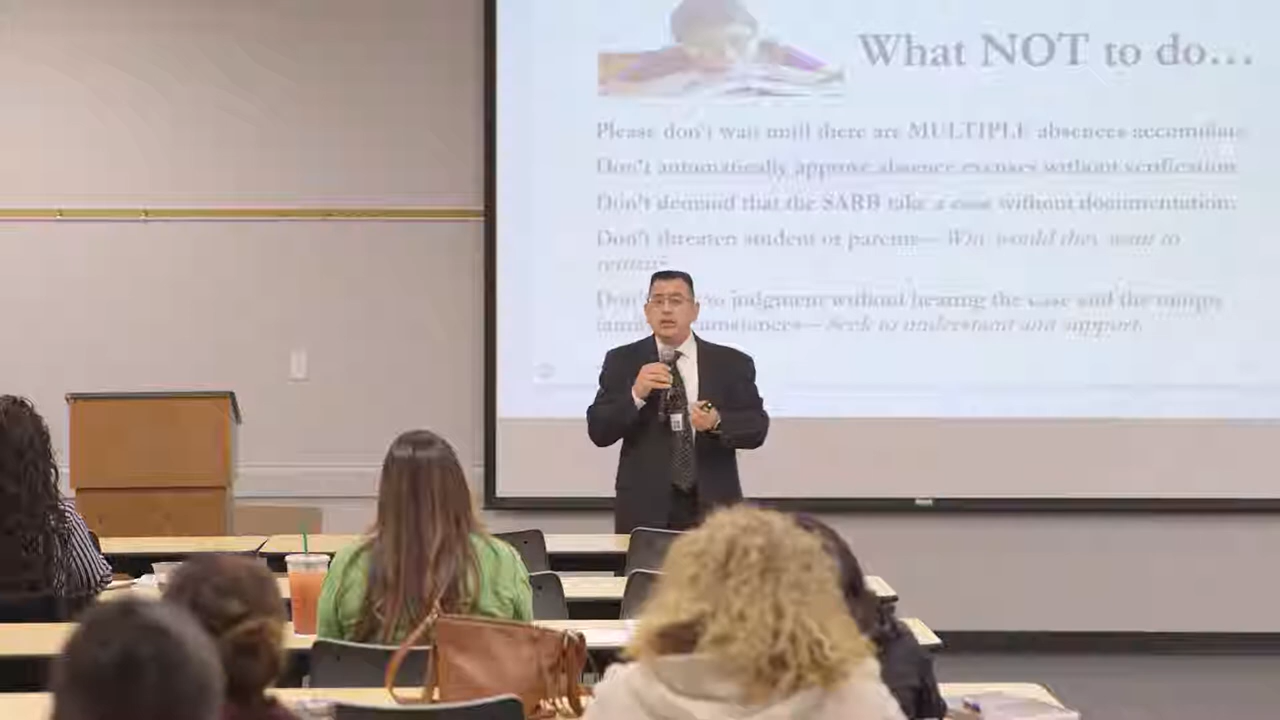 What NOT to do...
Please don't wait until there are MULTIPLE absences accumulate
Don't automatically approve absence excuses without verification.
Don't demand that the SARB take a case without documentation.
Don't threaten student or parents—Why would they want to
return?
Don't to judgment without hearing the case and the unique
family circumstances—Seek to understand and support.